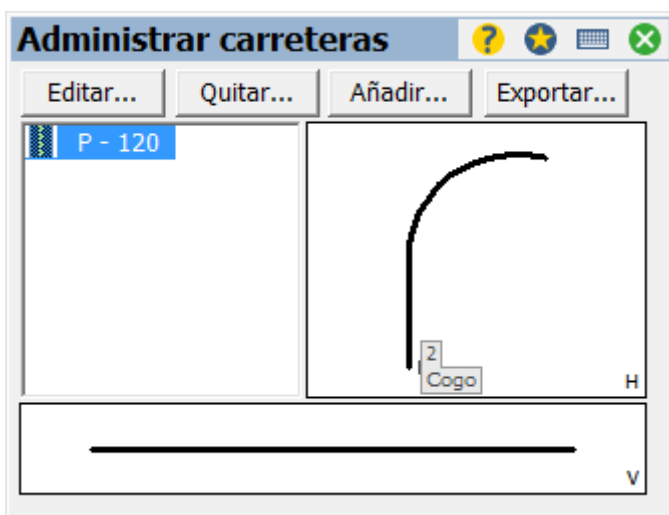 Administrar carreteras ?
Editar... Quitar... Añadir... Exportar...
P - 120
2
Cogo
H
V